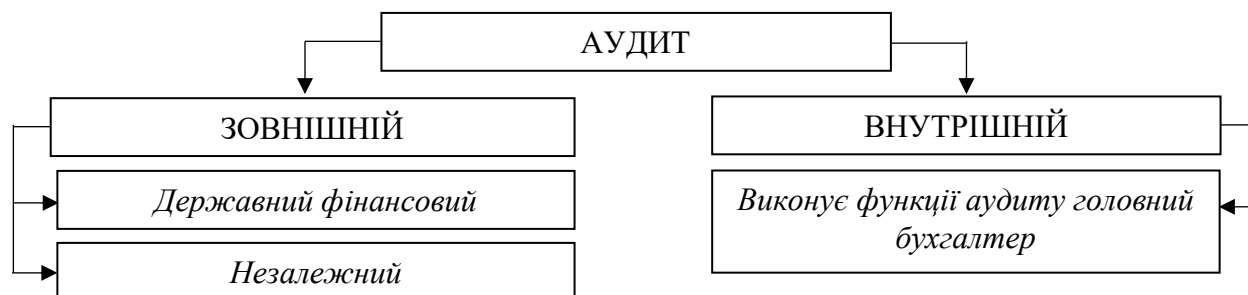 АУДИТ
ЗОВНІШНІЙ
ВНУТРІШНІЙ
Державний фінансовий
Виконує функції аудиту головний
бухгалтер
Незалежний